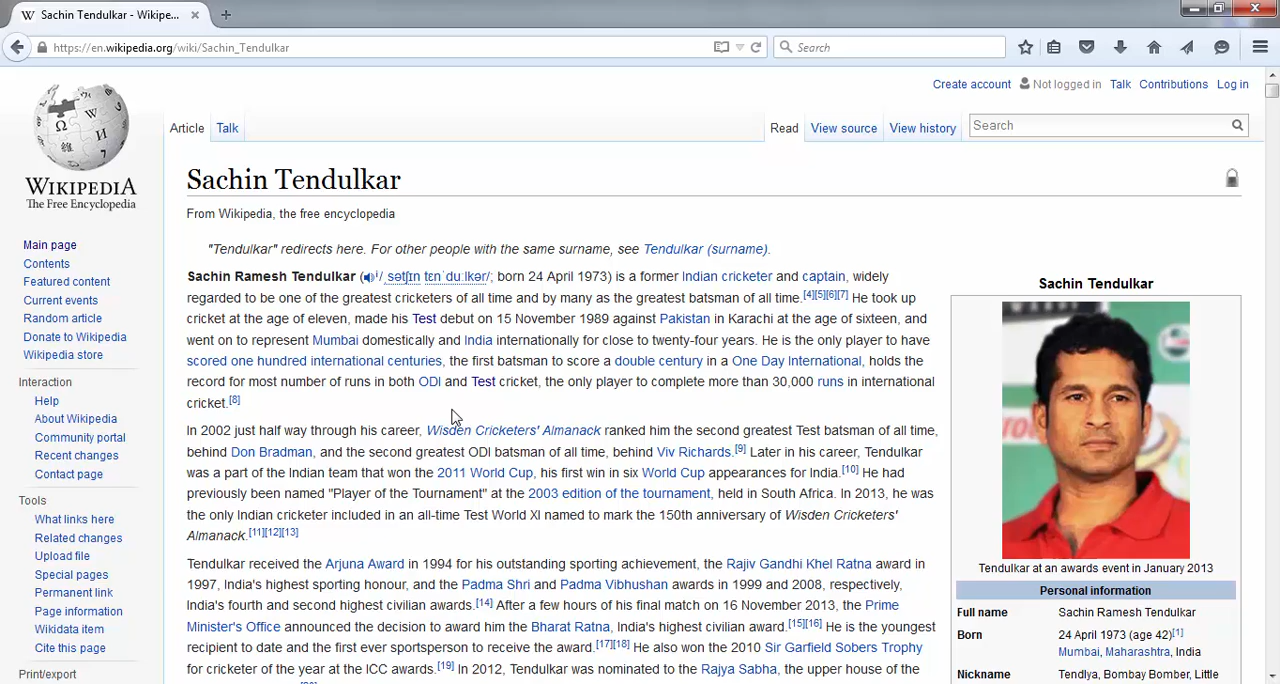 Sachin Tendulkar - Wikipe...
https://en.wikipedia.org/wiki/Sachin_Tendulkar
Search
Create account Not logged in Talk Contributions Log in
Article Talk Read View source View history Search
WIKIPEDIA
The Free Encyclopedia
Main page
Contents
Featured content
Current events
Random article
Donate to Wikipedia
Wikipedia store
Interaction
Help
About Wikipedia
Community portal
Recent changes
Contact page
Tools
What links here
Related changes
Upload file
Special pages
Permanent link
Page information
Wikidata item
Cite this page
Print/export
Sachin Tendulkar
From Wikipedia, the free encyclopedia
"Tendulkar" redirects here. For other people with the same surname, see Tendulkar (surname).
Sachin Ramesh Tendulkar (/ˌsətʃɪn tɛnˈduːlkər/; born 24 April 1973) is a former Indian cricketer and captain, widely
regarded to be one of the greatest cricketers of all time and by many as the greatest batsman of all time.[4][5][6][7] He took up
cricket at the age of eleven, made his Test debut on 15 November 1989 against Pakistan in Karachi at the age of sixteen, and
went on to represent Mumbai domestically and India internationally for close to twenty-four years. He is the only player to have
scored one hundred international centuries, the first batsman to score a double century in a One Day International, holds the
record for most number of runs in both ODI and Test cricket, the only player to complete more than 30,000 runs in international
cricket.[8]
In 2002 just half way through his career, Wisden Cricketers' Almanack ranked him the second greatest Test batsman of all time,
behind Don Bradman, and the second greatest ODI batsman of all time, behind Viv Richards.[9] Later in his career, Tendulkar
was a part of the Indian team that won the 2011 World Cup, his first win in six World Cup appearances for India.[10] He had
previously been named "Player of the Tournament" at the 2003 edition of the tournament, held in South Africa. In 2013, he was
the only Indian cricketer included in an all-time Test World XI named to mark the 150th anniversary of Wisden Cricketers'
Almanack.[11][12][13]
Tendulkar received the Arjuna Award in 1994 for his outstanding sporting achievement, the Rajiv Gandhi Khel Ratna award in
1997, India's highest sporting honour, and the Padma Shri and Padma Vibhushan awards in 1999 and 2008, respectively,
India's fourth and second highest civilian awards.[14] After a few hours of his final match on 16 November 2013, the Prime
Minister's Office announced the decision to award him the Bharat Ratna, India's highest civilian award.[15][16] He is the youngest
recipient to date and the first ever sportsperson to receive the award.[17][18] He also won the 2010 Sir Garfield Sobers Trophy
for cricketer of the year at the ICC awards.[19] In 2012, Tendulkar was nominated to the Rajya Sabha, the upper house of the
Sachin Tendulkar
Tendulkar at an awards event in January 2013
Personal information
Full name Sachin Ramesh Tendulkar
Born 24 April 1973 (age 42)[1]
Mumbai, Maharashtra, India
Nickname Tendlya, Bombay Bomber, Little